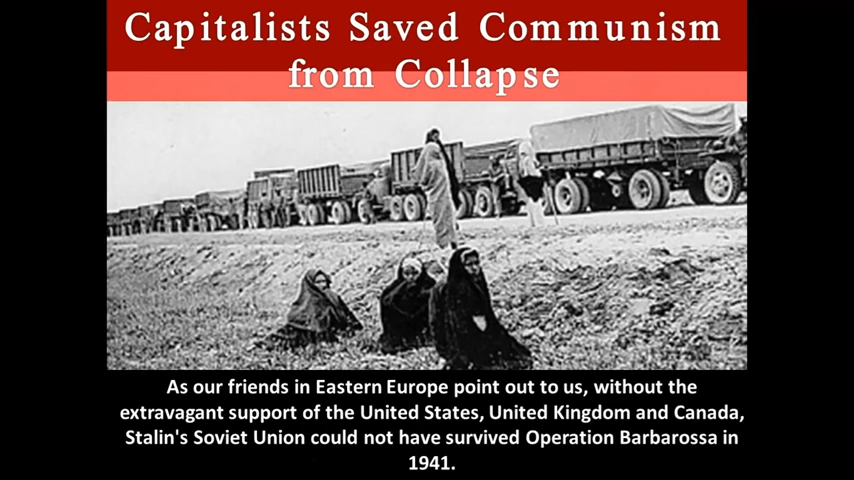 Capitalists Saved Communism
from Collapse
As our friends in Eastern Europe point out to us, without the
extravagant support of the United States, United Kingdom and Canada,
Stalin's Soviet Union could not have survived Operation Barbarossa in
1941.